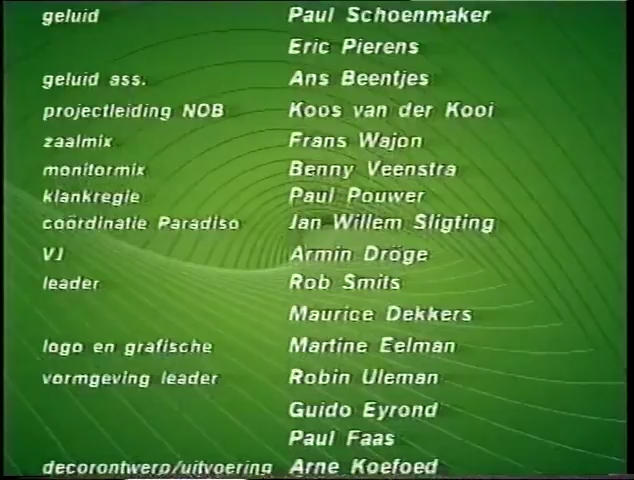 geluid Paul Schoenmaker
Eric Pierens
geluid ass. Ans Beentjes
projectleiding NOB Koos van der Kooi
zaalmix Frans Wajon
monitormix Benny Veenstra
klankregie Paul Pouwer
coördinatie Paradiso Jan Willem Sligting
VJ Armin Dröge
leader Rob Smits
Maurice Dekkers
logo en grafische Martine Eelman
vormgeving leader Robin Uleman
Guido Eyrond
Paul Faas
decorontwerp/uitvoering Arne Koefoed